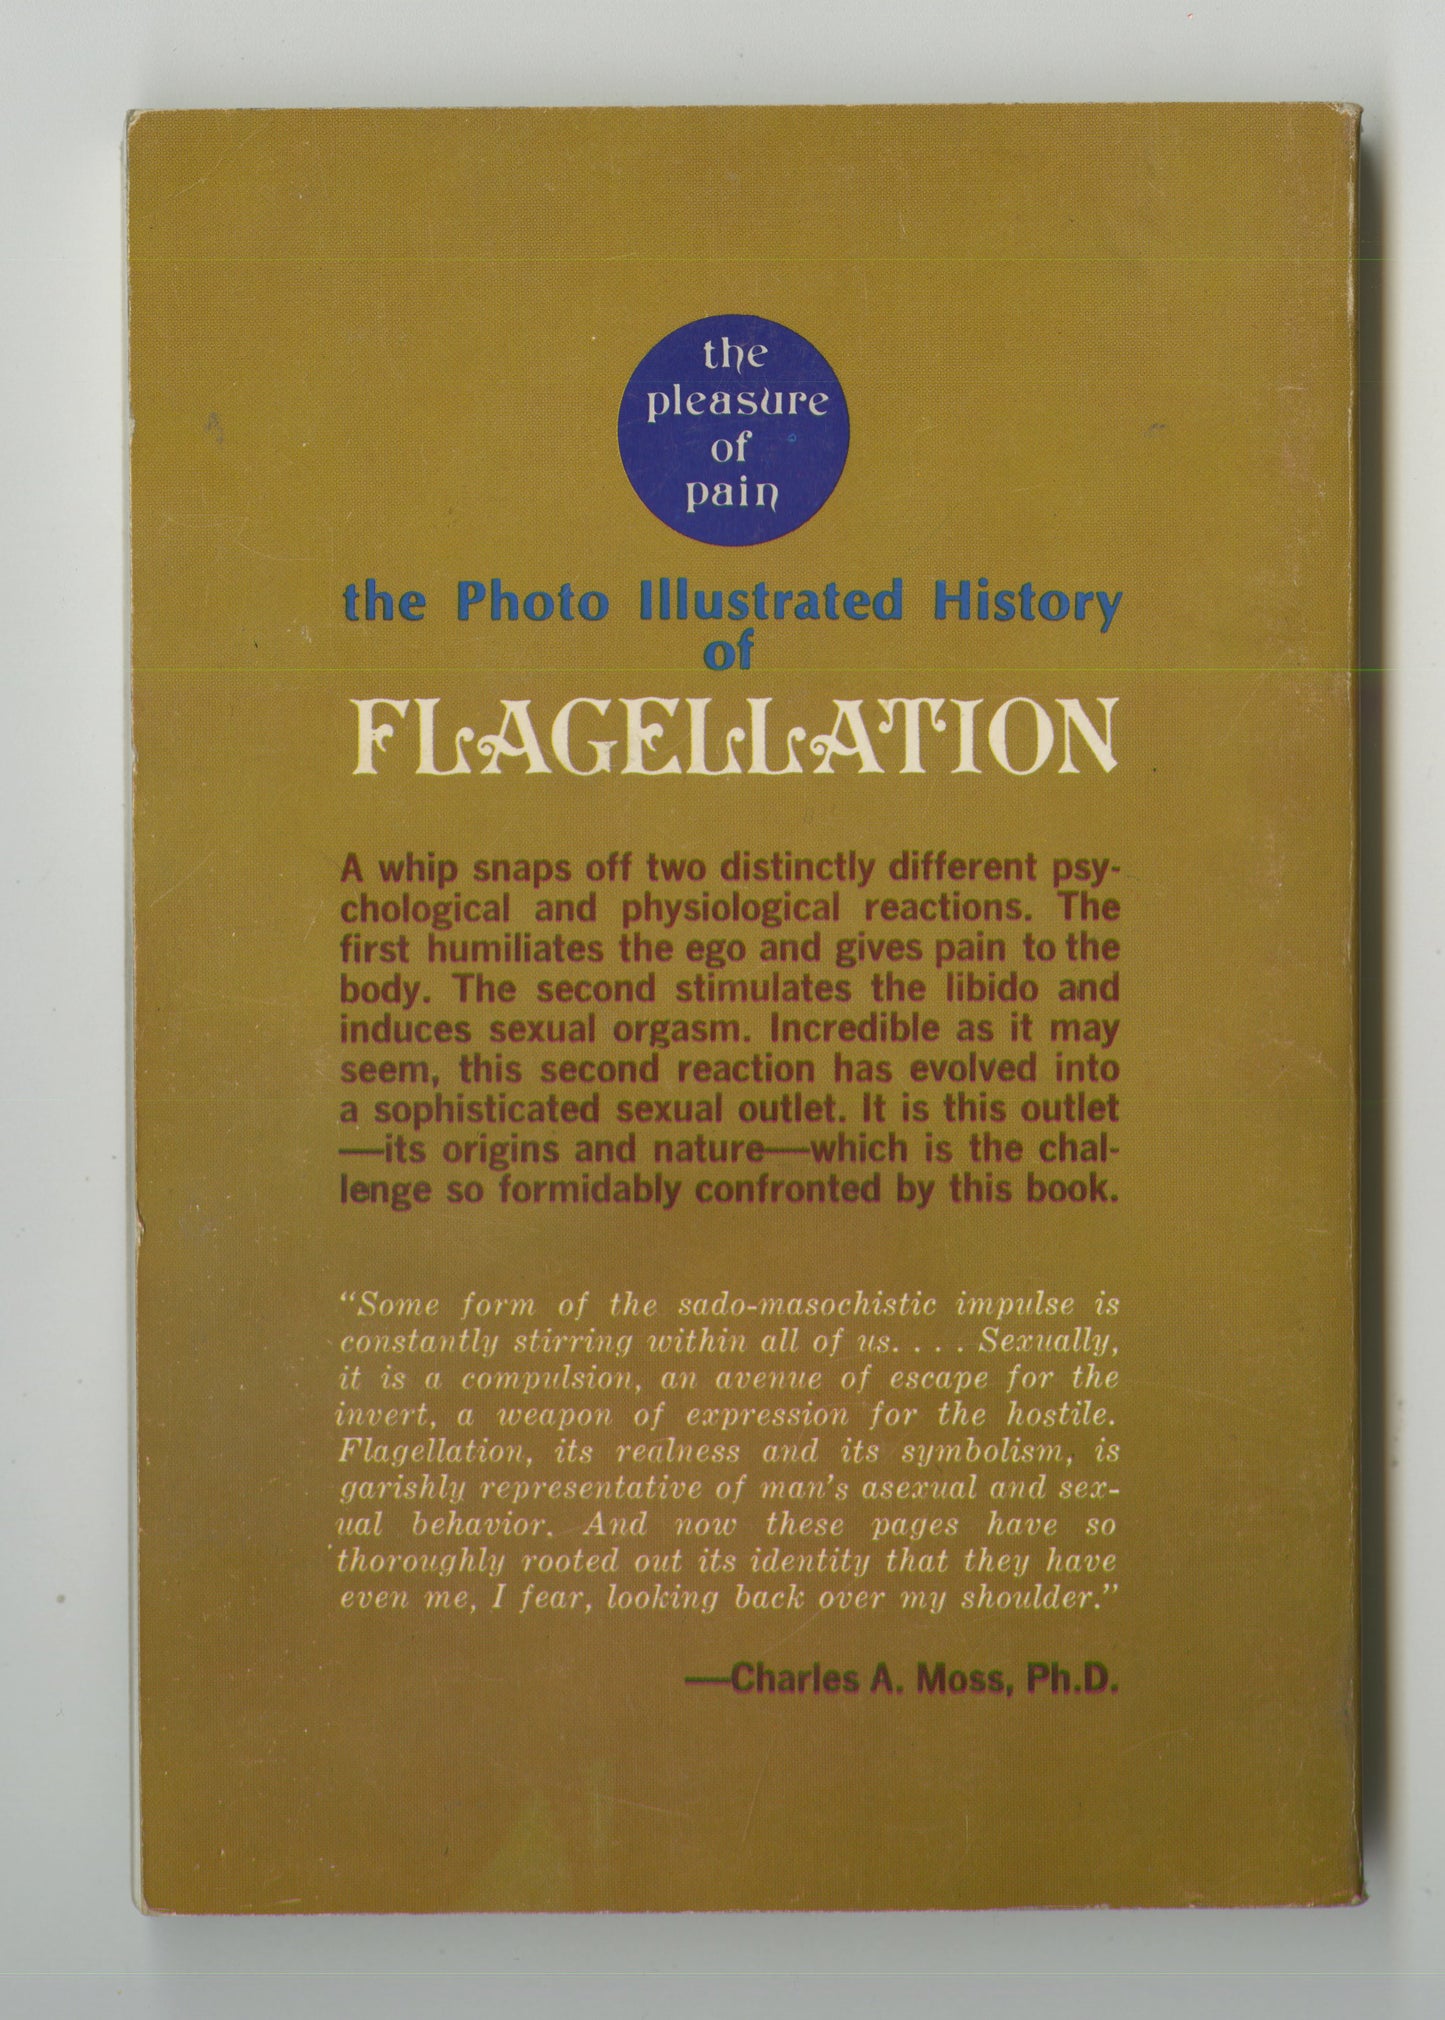 the
pleasure
of
pain
the Photo Illustrated History
of
FLAGELLATION
A whip snaps off two distinctly different psy-
chological and physiological reactions. The
first humiliates the ego and gives pain to the
body. The second stimulates the libido and
induces sexual orgasm. Incredible as it may
seem, this second reaction has evolved into
a sophisticated sexual outlet. It is this outlet
—its origins and nature—which is the chal-
lenge so formidably confronted by this book.
“Some form of the sado-masochistic impulse is
constantly stirring within all of us. . . . Sexually,
it is a compulsion, an avenue of escape for the
invert, a weapon of expression for the hostile.
Flagellation, its realness and its symbolism, is
garishly representative of man’s asexual and sex-
ual behavior. And now these pages have so
thoroughly rooted out its identity that they have
even me, I fear, looking back over my shoulder.”
—Charles A. Moss, Ph.D.